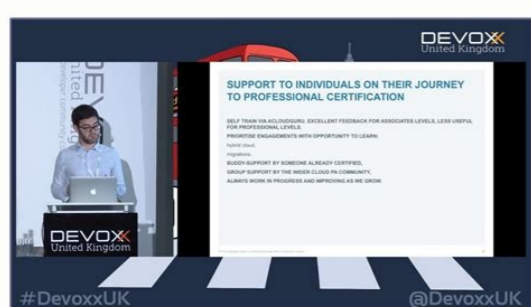 DEVOXX
United Kingdom
SUPPORT TO INDIVIDUALS ON THEIR JOURNEY
TO PROFESSIONAL CERTIFICATION
SELF TRAIN VIA ACLOUDGURU. EXCELLENT FEEDBACK FOR ASSOCIATES LEVELS, LESS USEFUL
FOR PROFESSIONAL LEVELS.
PRIORITISE ENGAGEMENTS WITH OPPORTUNITY TO LEARN:
hybrid cloud,
migrations.
BUDDY-SUPPORT BY SOMEONE ALREADY CERTIFIED,
GROUP SUPPORT BY THE WIDER CLOUD PA COMMUNITY,
ALWAYS WORK IN PROGRESS AND IMPROVING AS WE GROW.
DEVOXX
United Kingdom
#DevoxxUK
@DevoxxUK